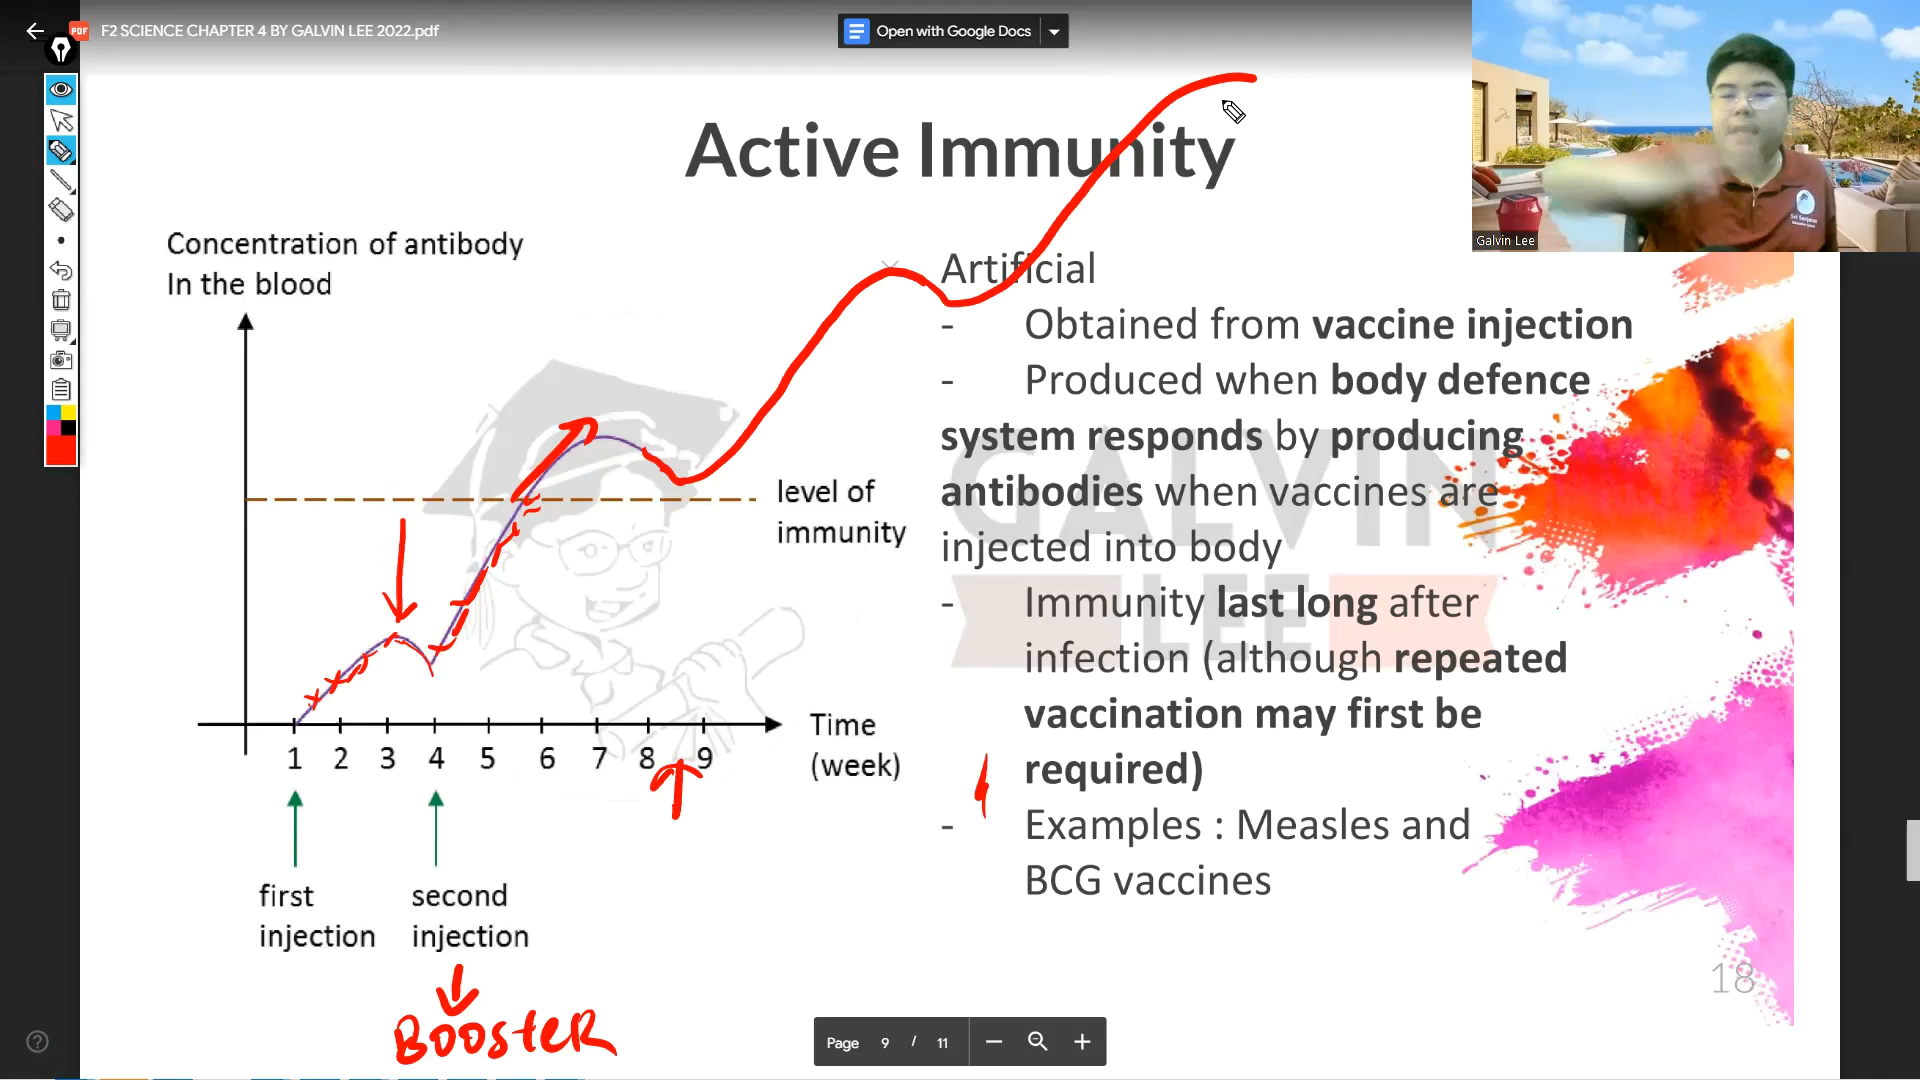 F2 SCIENCE CHAPTER 4 BY GALVIN LEE 2022.pdf
Open with Google Docs
PDF
Active Immunity
Galvin Lee
Concentration of antibody
In the blood
level of
immunity
Time
(week)
1 2 3 4 5 6 7 8 9
first
injection
second
injection
BOOSTER
Artificial
- Obtained from vaccine injection
- Produced when body defence
system responds by producing
antibodies when vaccines are
injected into body
- Immunity last long after
infection (although repeated
vaccination may first be
required)
- Examples : Measles and
BCG vaccines
GALVIN
LEE
18
Page 9 / 11